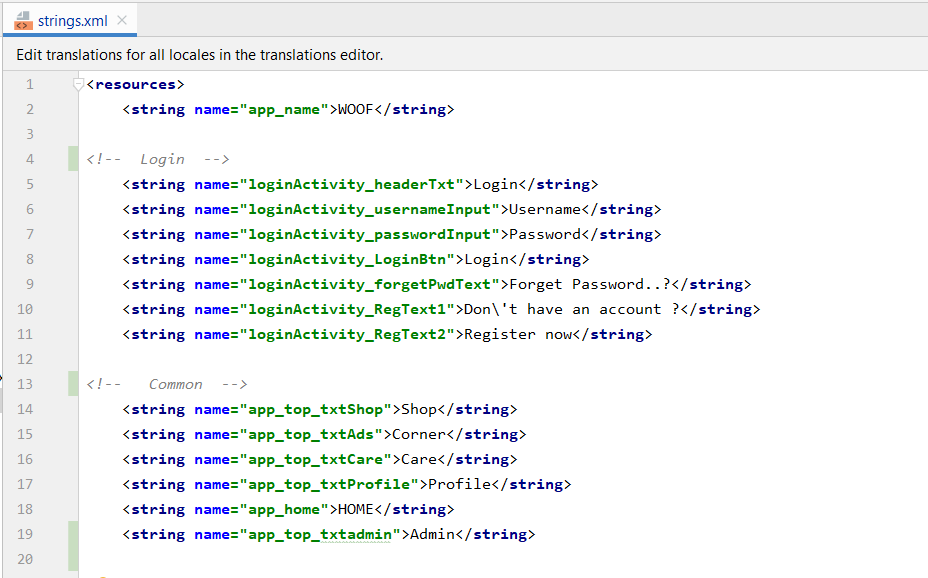 strings.xml
Edit translations for all locales in the translations editor.
1 <resources>
2 <string name="app_name">WOOF</string>
3
4 <!-- Login -->
5 <string name="loginActivity_headerTxt">Login</string>
6 <string name="loginActivity_usernameInput">Username</string>
7 <string name="loginActivity_passwordInput">Password</string>
8 <string name="loginActivity_LoginBtn">Login</string>
9 <string name="loginActivity_forgetPwdText">Forget Password..?</string>
10 <string name="loginActivity_RegText1">Don\'t have an account ?</string>
11 <string name="loginActivity_RegText2">Register now</string>
12
13 <!-- Common -->
14 <string name="app_top_txtShop">Shop</string>
15 <string name="app_top_txtAds">Corner</string>
16 <string name="app_top_txtCare">Care</string>
17 <string name="app_top_txtProfile">Profile</string>
18 <string name="app_home">HOME</string>
19 <string name="app_top_txtadmin">Admin</string>
20